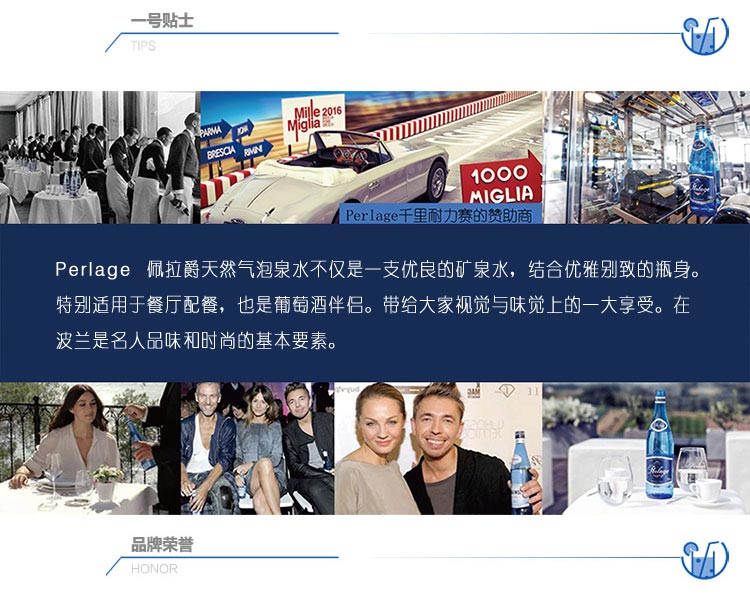 一号贴士
TIPS
Mille
Miglia
2016
PARMA
ROMA
BRESCIA
RIMINI
1000
MIGLIA
Perlage千里耐力赛的赞助商
Perlage
Perlage 佩拉爵天然气泡泉水不仅是一支优良的矿泉水，结合优雅别致的瓶身。
特别适用于餐厅配餐，也是葡萄酒伴侣。带给大家视觉与味觉上的一大享受。在
波兰是名人品味和时尚的基本要素。
Perlage
品牌荣誉
HONOR